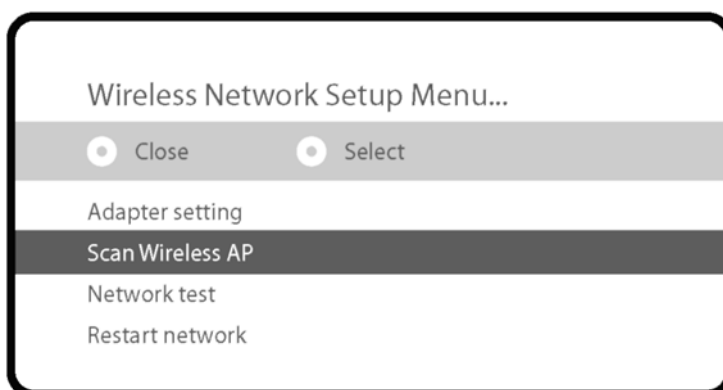 Wireless Network Setup Menu...
Close Select
Adapter setting
Scan Wireless AP
Network test
Restart network